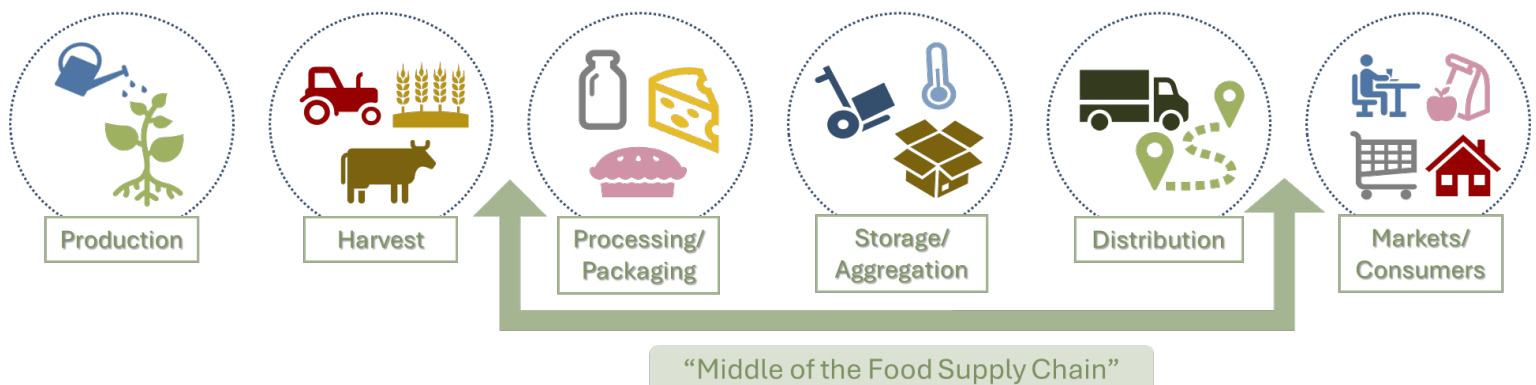 Production
Harvest
Processing/
Packaging
Storage/
Aggregation
Distribution
Markets/
Consumers
“Middle of the Food Supply Chain”